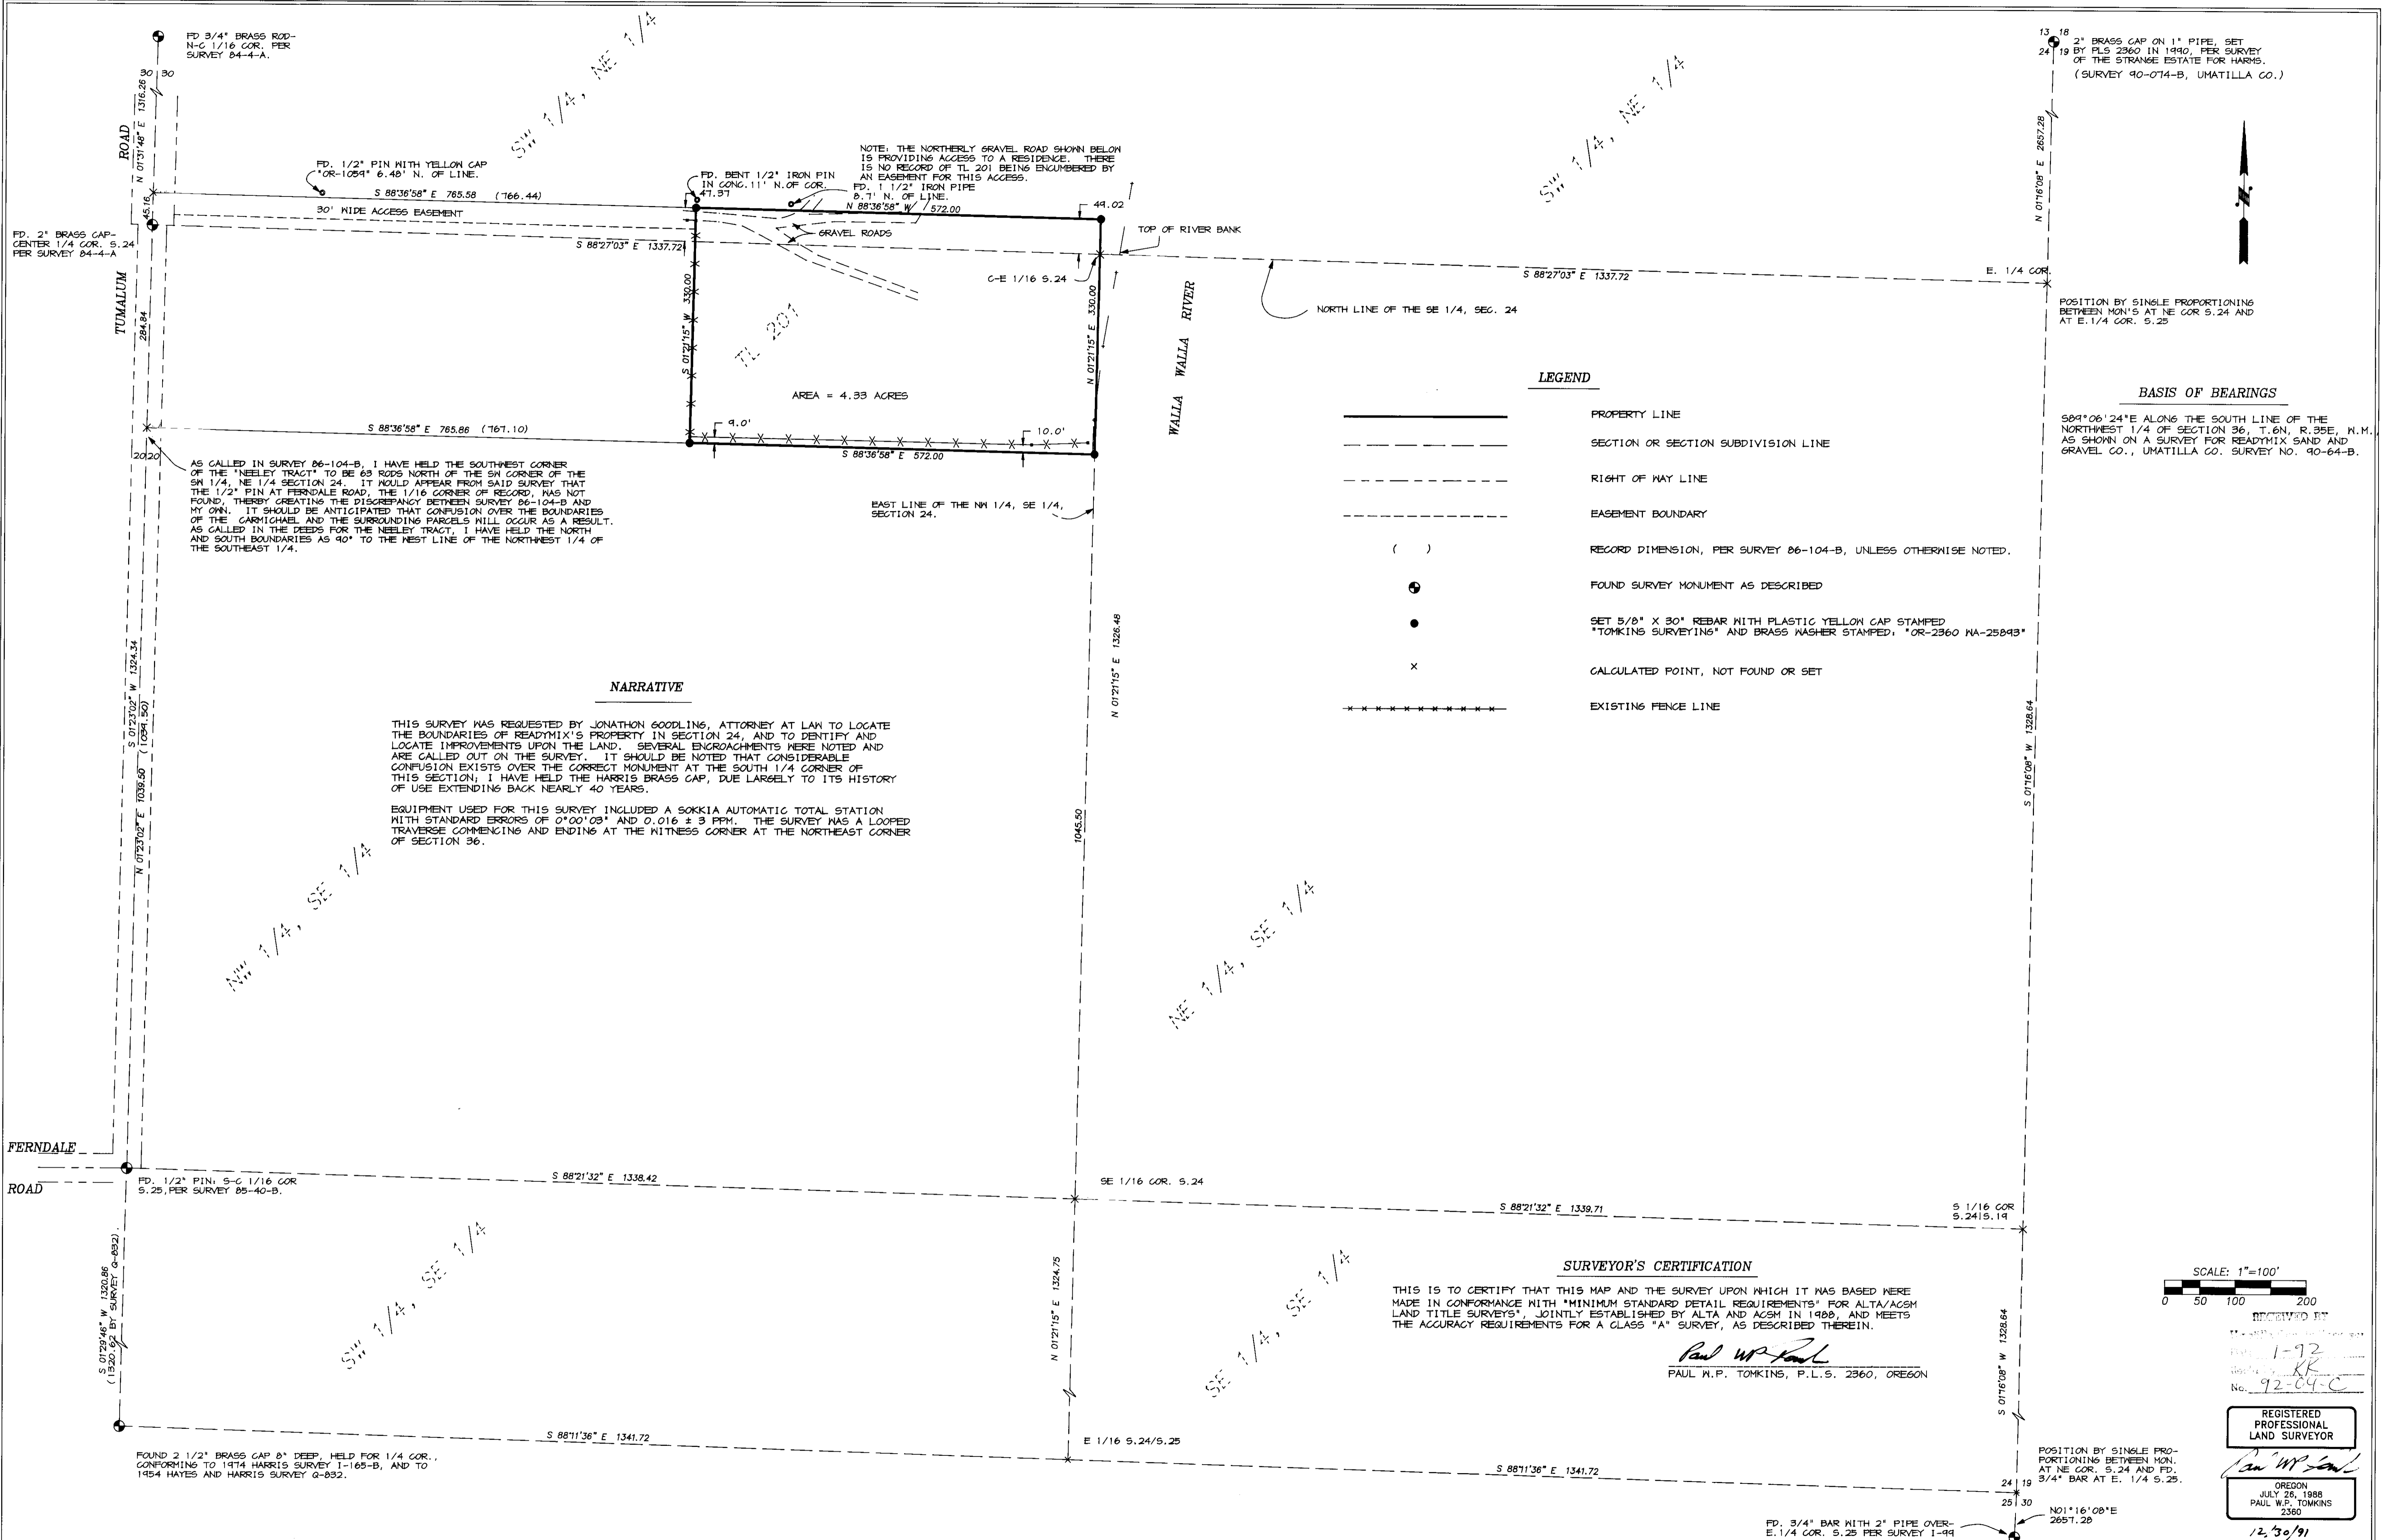 FD 3/4" BRASS ROD-
N-C 1/16 COR. PER
SURVEY 84-4-A.
30 30
N 01°31'48" E 1316.26
ROAD
TUMALUM
45.16
FD. 2" BRASS CAP-
CENTER 1/4 COR. S.24
PER SURVEY 84-4-A
284.84
SW 1/4, NE 1/4
FD. 1/2" PIN WITH YELLOW CAP
"OR-1059" 6.48' N. OF LINE.
S 88°36'58" E 765.58 (766.44)
30' WIDE ACCESS EASEMENT
FD. BENT 1/2" IRON PIN
IN CONC. 11' N. OF COR.
47.37
NOTE: THE NORTHERLY GRAVEL ROAD SHOWN BELOW
IS PROVIDING ACCESS TO A RESIDENCE. THERE
IS NO RECORD OF TL 201 BEING ENCUMBERED BY
AN EASEMENT FOR THIS ACCESS.
FD. 1 1/2" IRON PIPE
8.7' N. OF LINE.
N 88°36'58" W 572.00
49.02
S 88°27'03" E 1337.72
GRAVEL ROADS
TOP OF RIVER BANK
C-E 1/16 S.24
S 01°21'15" W 330.00
TL 201
N 01°21'15" E 330.00
AREA = 4.33 ACRES
9.0'
10.0'
S 88°36'58" E 572.00
WALLA WALLA RIVER
SW 1/4, NE 1/4
S 88°27'03" E 1337.72
NORTH LINE OF THE SE 1/4, SEC. 24
E. 1/4 COR.
13 18
24 19
2" BRASS CAP ON 1" PIPE, SET
BY PLS 2360 IN 1990, PER SURVEY
OF THE STRANGE ESTATE FOR HARMS.
(SURVEY 90-074-B, UMATILLA CO.)
N 01°16'08" E 2657.28
N
POSITION BY SINGLE PROPORTIONING
BETWEEN MON'S AT NE COR S.24 AND
AT E.1/4 COR. S.25
BASIS OF BEARINGS
S89°06'24"E ALONG THE SOUTH LINE OF THE
NORTHWEST 1/4 OF SECTION 36, T.6N, R.35E, W.M.
AS SHOWN ON A SURVEY FOR READYMIX SAND AND
GRAVEL CO., UMATILLA CO. SURVEY NO. 90-64-B.
S 88°36'58" E 765.86 (767.10)
20 20
AS CALLED IN SURVEY 86-104-B, I HAVE HELD THE SOUTHWEST CORNER
OF THE "NEELEY TRACT" TO BE 63 RODS NORTH OF THE SW CORNER OF THE
SW 1/4, NE 1/4 SECTION 24. IT WOULD APPEAR FROM SAID SURVEY THAT
THE 1/2" PIN AT FERNDALE ROAD, THE 1/16 CORNER OF RECORD, WAS NOT
FOUND, THEREBY CREATING THE DISCREPANCY BETWEEN SURVEY 86-104-B AND
MY OWN. IT SHOULD BE ANTICIPATED THAT CONFUSION OVER THE BOUNDARIES
OF THE CARMICHAEL AND THE SURROUNDING PARCELS WILL OCCUR AS A RESULT.
AS CALLED IN THE DEEDS FOR THE NEELEY TRACT, I HAVE HELD THE NORTH
AND SOUTH BOUNDARIES AS 90° TO THE WEST LINE OF THE NORTHWEST 1/4 OF
THE SOUTHEAST 1/4.
EAST LINE OF THE NW 1/4, SE 1/4,
SECTION 24.
LEGEND
PROPERTY LINE
SECTION OR SECTION SUBDIVISION LINE
RIGHT OF WAY LINE
EASEMENT BOUNDARY
( ) RECORD DIMENSION, PER SURVEY 86-104-B, UNLESS OTHERWISE NOTED.
FOUND SURVEY MONUMENT AS DESCRIBED
SET 5/8" X 30" REBAR WITH PLASTIC YELLOW CAP STAMPED
"TOMKINS SURVEYING" AND BRASS WASHER STAMPED: "OR-2360 WA-25893"
CALCULATED POINT, NOT FOUND OR SET
EXISTING FENCE LINE
S 01°23'02" W 1324.34
N 01°23'02" E 1039.50 (1039.50)
N 01°21'15" E 1326.48
1045.50
S 01°16'08" W 1328.64
NARRATIVE
THIS SURVEY WAS REQUESTED BY JONATHON GOODLING, ATTORNEY AT LAW TO LOCATE
THE BOUNDARIES OF READYMIX'S PROPERTY IN SECTION 24, AND TO DENTIFY AND
LOCATE IMPROVEMENTS UPON THE LAND. SEVERAL ENCROACHMENTS WERE NOTED AND
ARE CALLED OUT ON THE SURVEY. IT SHOULD BE NOTED THAT CONSIDERABLE
CONFUSION EXISTS OVER THE CORRECT MONUMENT AT THE SOUTH 1/4 CORNER OF
THIS SECTION; I HAVE HELD THE HARRIS BRASS CAP, DUE LARGELY TO ITS HISTORY
OF USE EXTENDING BACK NEARLY 40 YEARS.
EQUIPMENT USED FOR THIS SURVEY INCLUDED A SOKKIA AUTOMATIC TOTAL STATION
WITH STANDARD ERRORS OF 0°00'03" AND 0.016 ± 3 PPM. THE SURVEY WAS A LOOPED
TRAVERSE COMMENCING AND ENDING AT THE WITNESS CORNER AT THE NORTHEAST CORNER
OF SECTION 36.
NW 1/4, SE 1/4
NE 1/4, SE 1/4
FERNDALE
ROAD
FD. 1/2" PIN: S-C 1/16 COR
S.25, PER SURVEY 85-40-B.
S 88°21'32" E 1338.42
SE 1/16 COR. S.24
S 88°21'32" E 1339.71
S 1/16 COR
S.24|S.19
S 01°29'46" W 1320.86
(1320.62 BY SURVEY Q-832)
SW 1/4, SE 1/4
N 01°21'15" E 1324.75
SE 1/4, SE 1/4
S 01°16'08" W 1328.64
SURVEYOR'S CERTIFICATION
THIS IS TO CERTIFY THAT THIS MAP AND THE SURVEY UPON WHICH IT WAS BASED WERE
MADE IN CONFORMANCE WITH "MINIMUM STANDARD DETAIL REQUIREMENTS" FOR ALTA/ACSM
LAND TITLE SURVEYS", JOINTLY ESTABLISHED BY ALTA AND ACSM IN 1988, AND MEETS
THE ACCURACY REQUIREMENTS FOR A CLASS "A" SURVEY, AS DESCRIBED THEREIN.
PAUL W.P. TOMKINS, P.L.S. 2360, OREGON
SCALE: 1"=100'
0 50 100 200
RECEIVED BY
1-92
KK
No. 92-04-C
REGISTERED
PROFESSIONAL
LAND SURVEYOR
OREGON
JULY 26, 1988
PAUL W.P. TOMKINS
2360
12/30/91
FOUND 2 1/2" BRASS CAP 8" DEEP, HELD FOR 1/4 COR.,
CONFORMING TO 1974 HARRIS SURVEY I-165-B, AND TO
1954 HAYES AND HARRIS SURVEY Q-832.
S 88°11'36" E 1341.72
E 1/16 S.24/S.25
S 88°11'36" E 1341.72
POSITION BY SINGLE PRO-
PORTIONING BETWEEN MON.
AT NE COR. S.24 AND FD.
3/4" BAR AT E. 1/4 S.25.
24 19
25 30
N01°16'08"E
2657.28
FD. 3/4" BAR WITH 2" PIPE OVER-
E.1/4 COR. S.25 PER SURVEY I-99